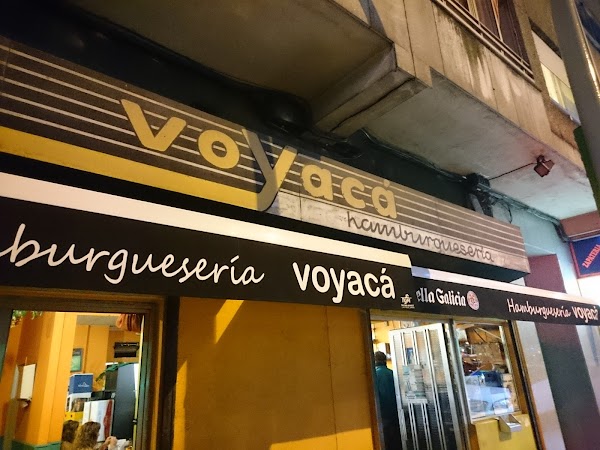 voyacá
hamburguesería
burguesería voyacá
ella Galicia
Hamburguesería voyacá